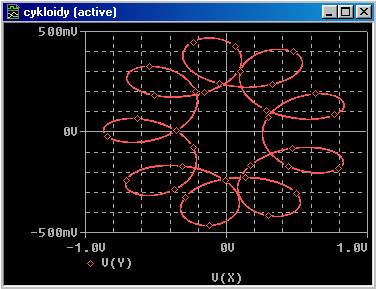 cykloidy (active)
500mV
0V
-500mV
-1.0V 0V 1.0V
V(Y)
V(X)